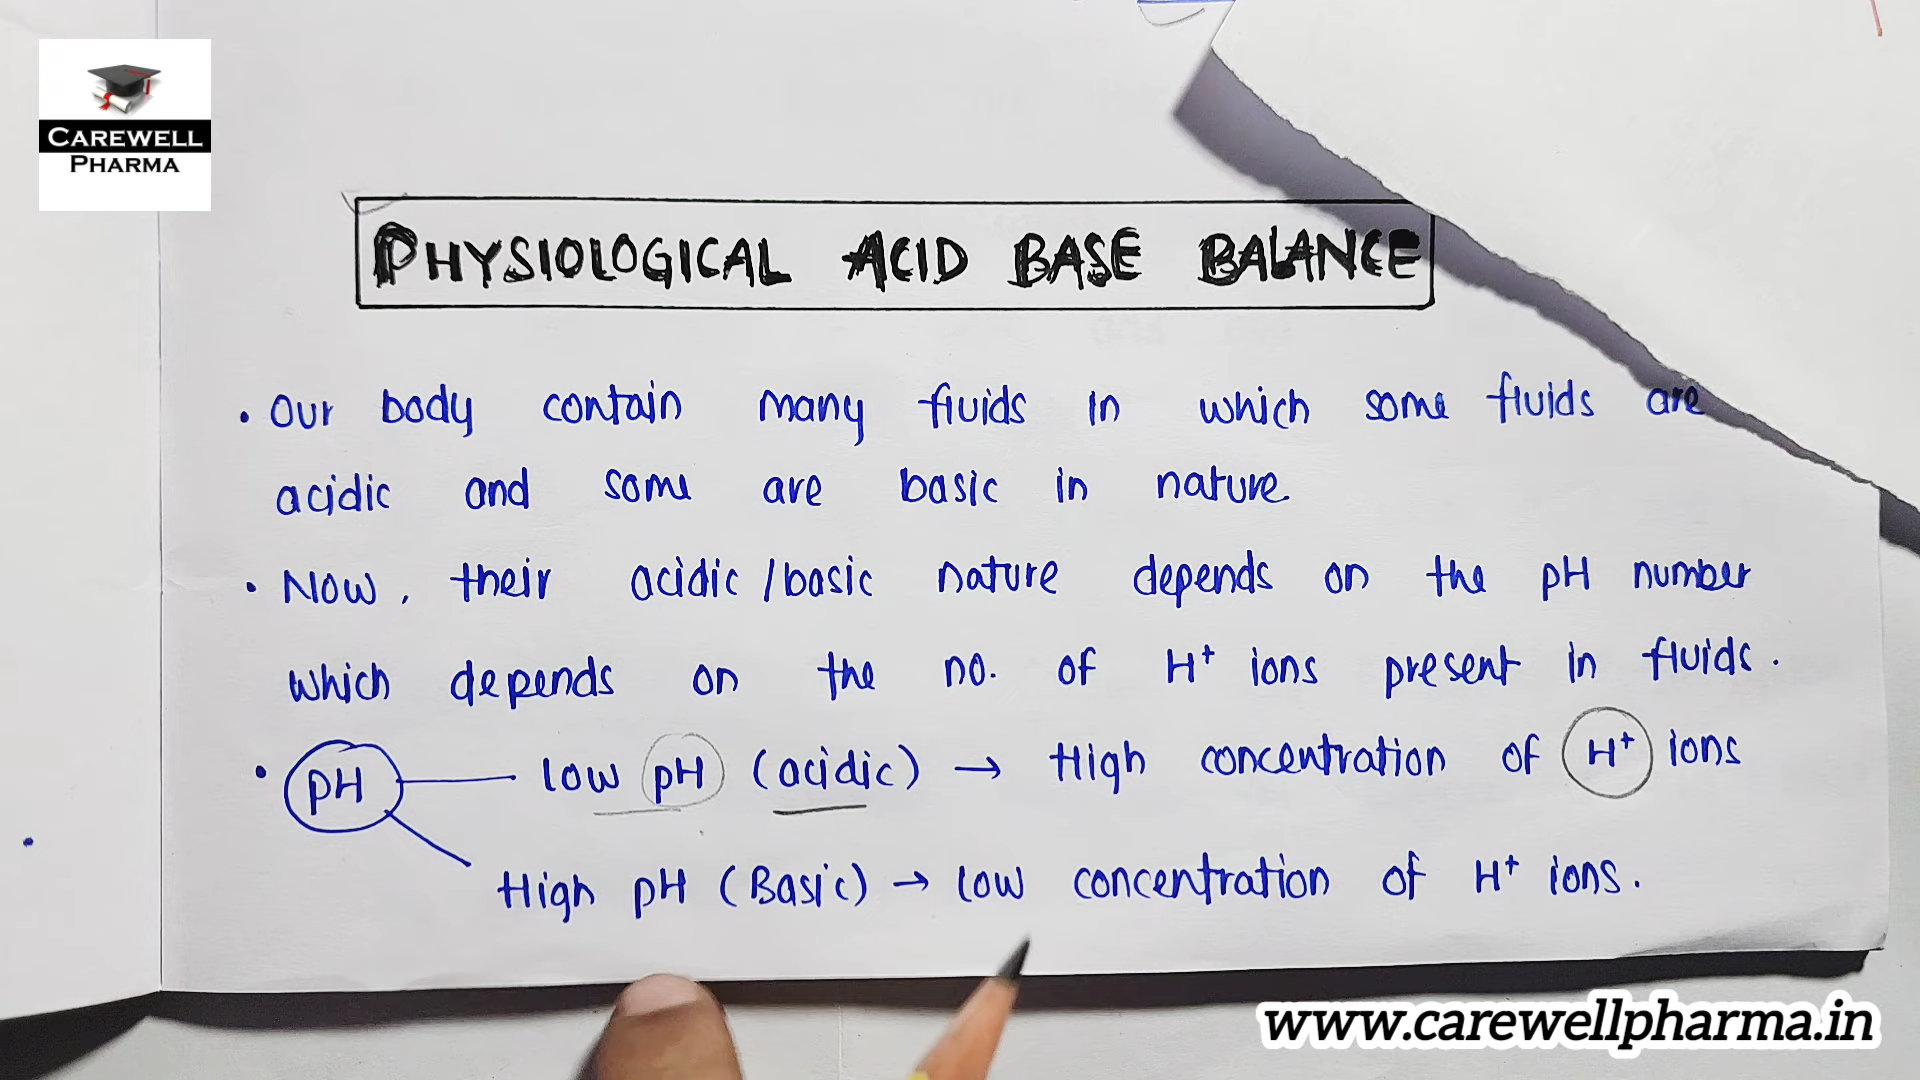 CAREWELL
PHARMA
PHYSIOLOGICAL ACID BASE BALANCE
• Our body contain many fluids in which some fluids are
acidic and some are basic in nature.
• Now, their acidic/basic nature depends on the pH number
which depends on the no. of H+ ions present in fluids.
• pH — low pH (acidic) → High concentration of H+ ions
High pH (Basic) → low concentration of H+ ions.
www.carewellpharma.in